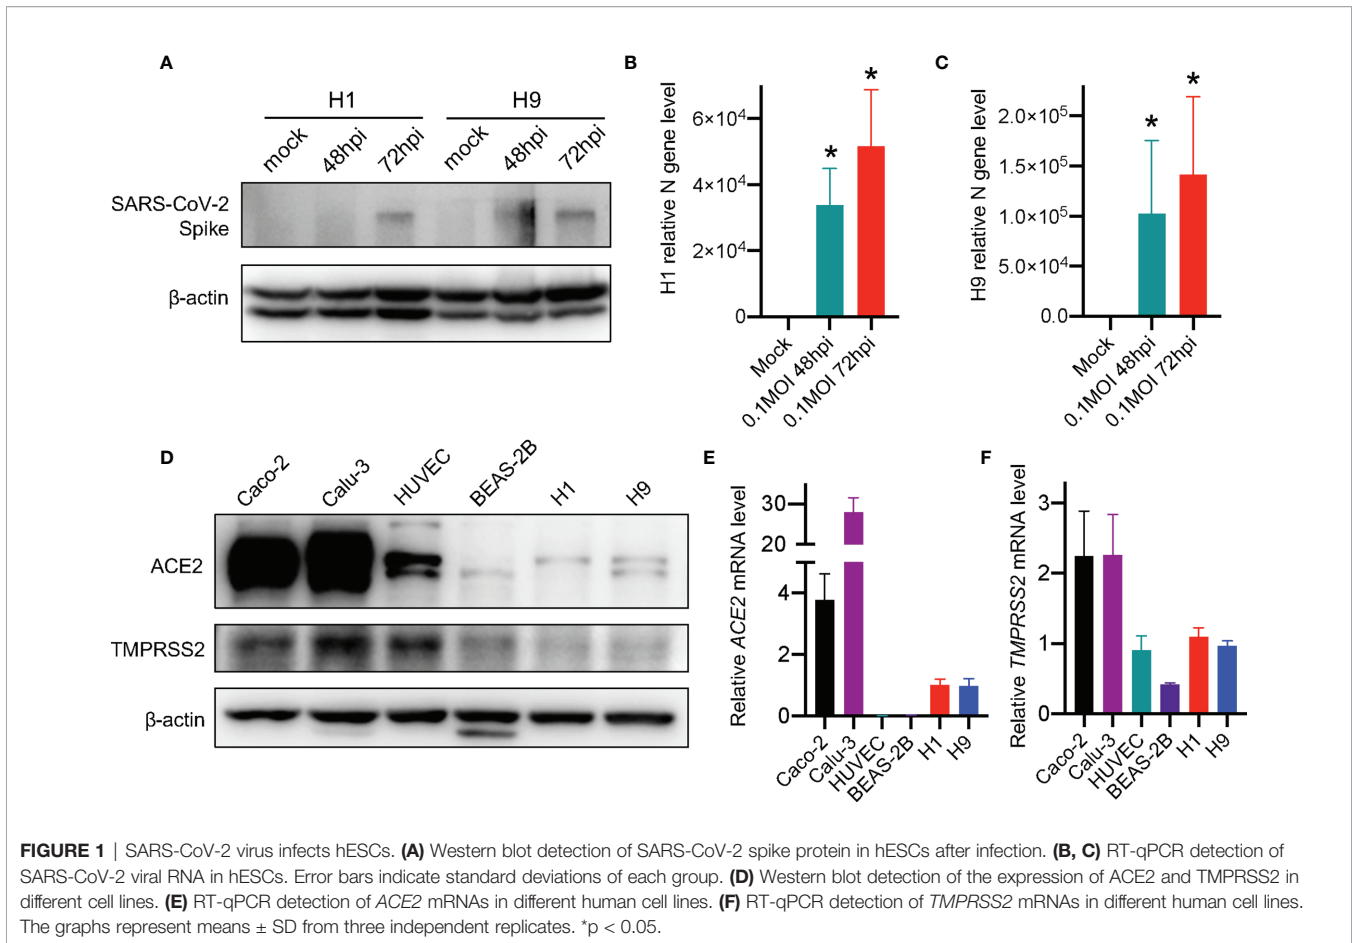 A
H1
H9
mock
48hpi
72hpi
mock
48hpi
72hpi
SARS-CoV-2
Spike
β-actin
B
H1 relative N gene level
6×10⁴
4×10⁴
2×10⁴
0
*
*
Mock
0.1MOI 48hpi
0.1MOI 72hpi
C
H9 relative N gene level
2.0×10⁵
1.5×10⁵
1.0×10⁵
5.0×10⁴
0.0
*
*
Mock
0.1MOI 48hpi
0.1MOI 72hpi
D
Caco-2
Calu-3
HUVEC
BEAS-2B
H1
H9
ACE2
TMPRSS2
β-actin
E
Relative ACE2 mRNA level
30
20
4
2
0
Caco-2
Calu-3
HUVEC
BEAS-2B
H1
H9
F
Relative TMPRSS2 mRNA level
3
2
1
0
Caco-2
Calu-3
HUVEC
BEAS-2B
H1
H9
FIGURE 1 | SARS-CoV-2 virus infects hESCs. (A) Western blot detection of SARS-CoV-2 spike protein in hESCs after infection. (B, C) RT-qPCR detection of
SARS-CoV-2 viral RNA in hESCs. Error bars indicate standard deviations of each group. (D) Western blot detection of the expression of ACE2 and TMPRSS2 in
different cell lines. (E) RT-qPCR detection of ACE2 mRNAs in different human cell lines. (F) RT-qPCR detection of TMPRSS2 mRNAs in different human cell lines.
The graphs represent means ± SD from three independent replicates. *p < 0.05.